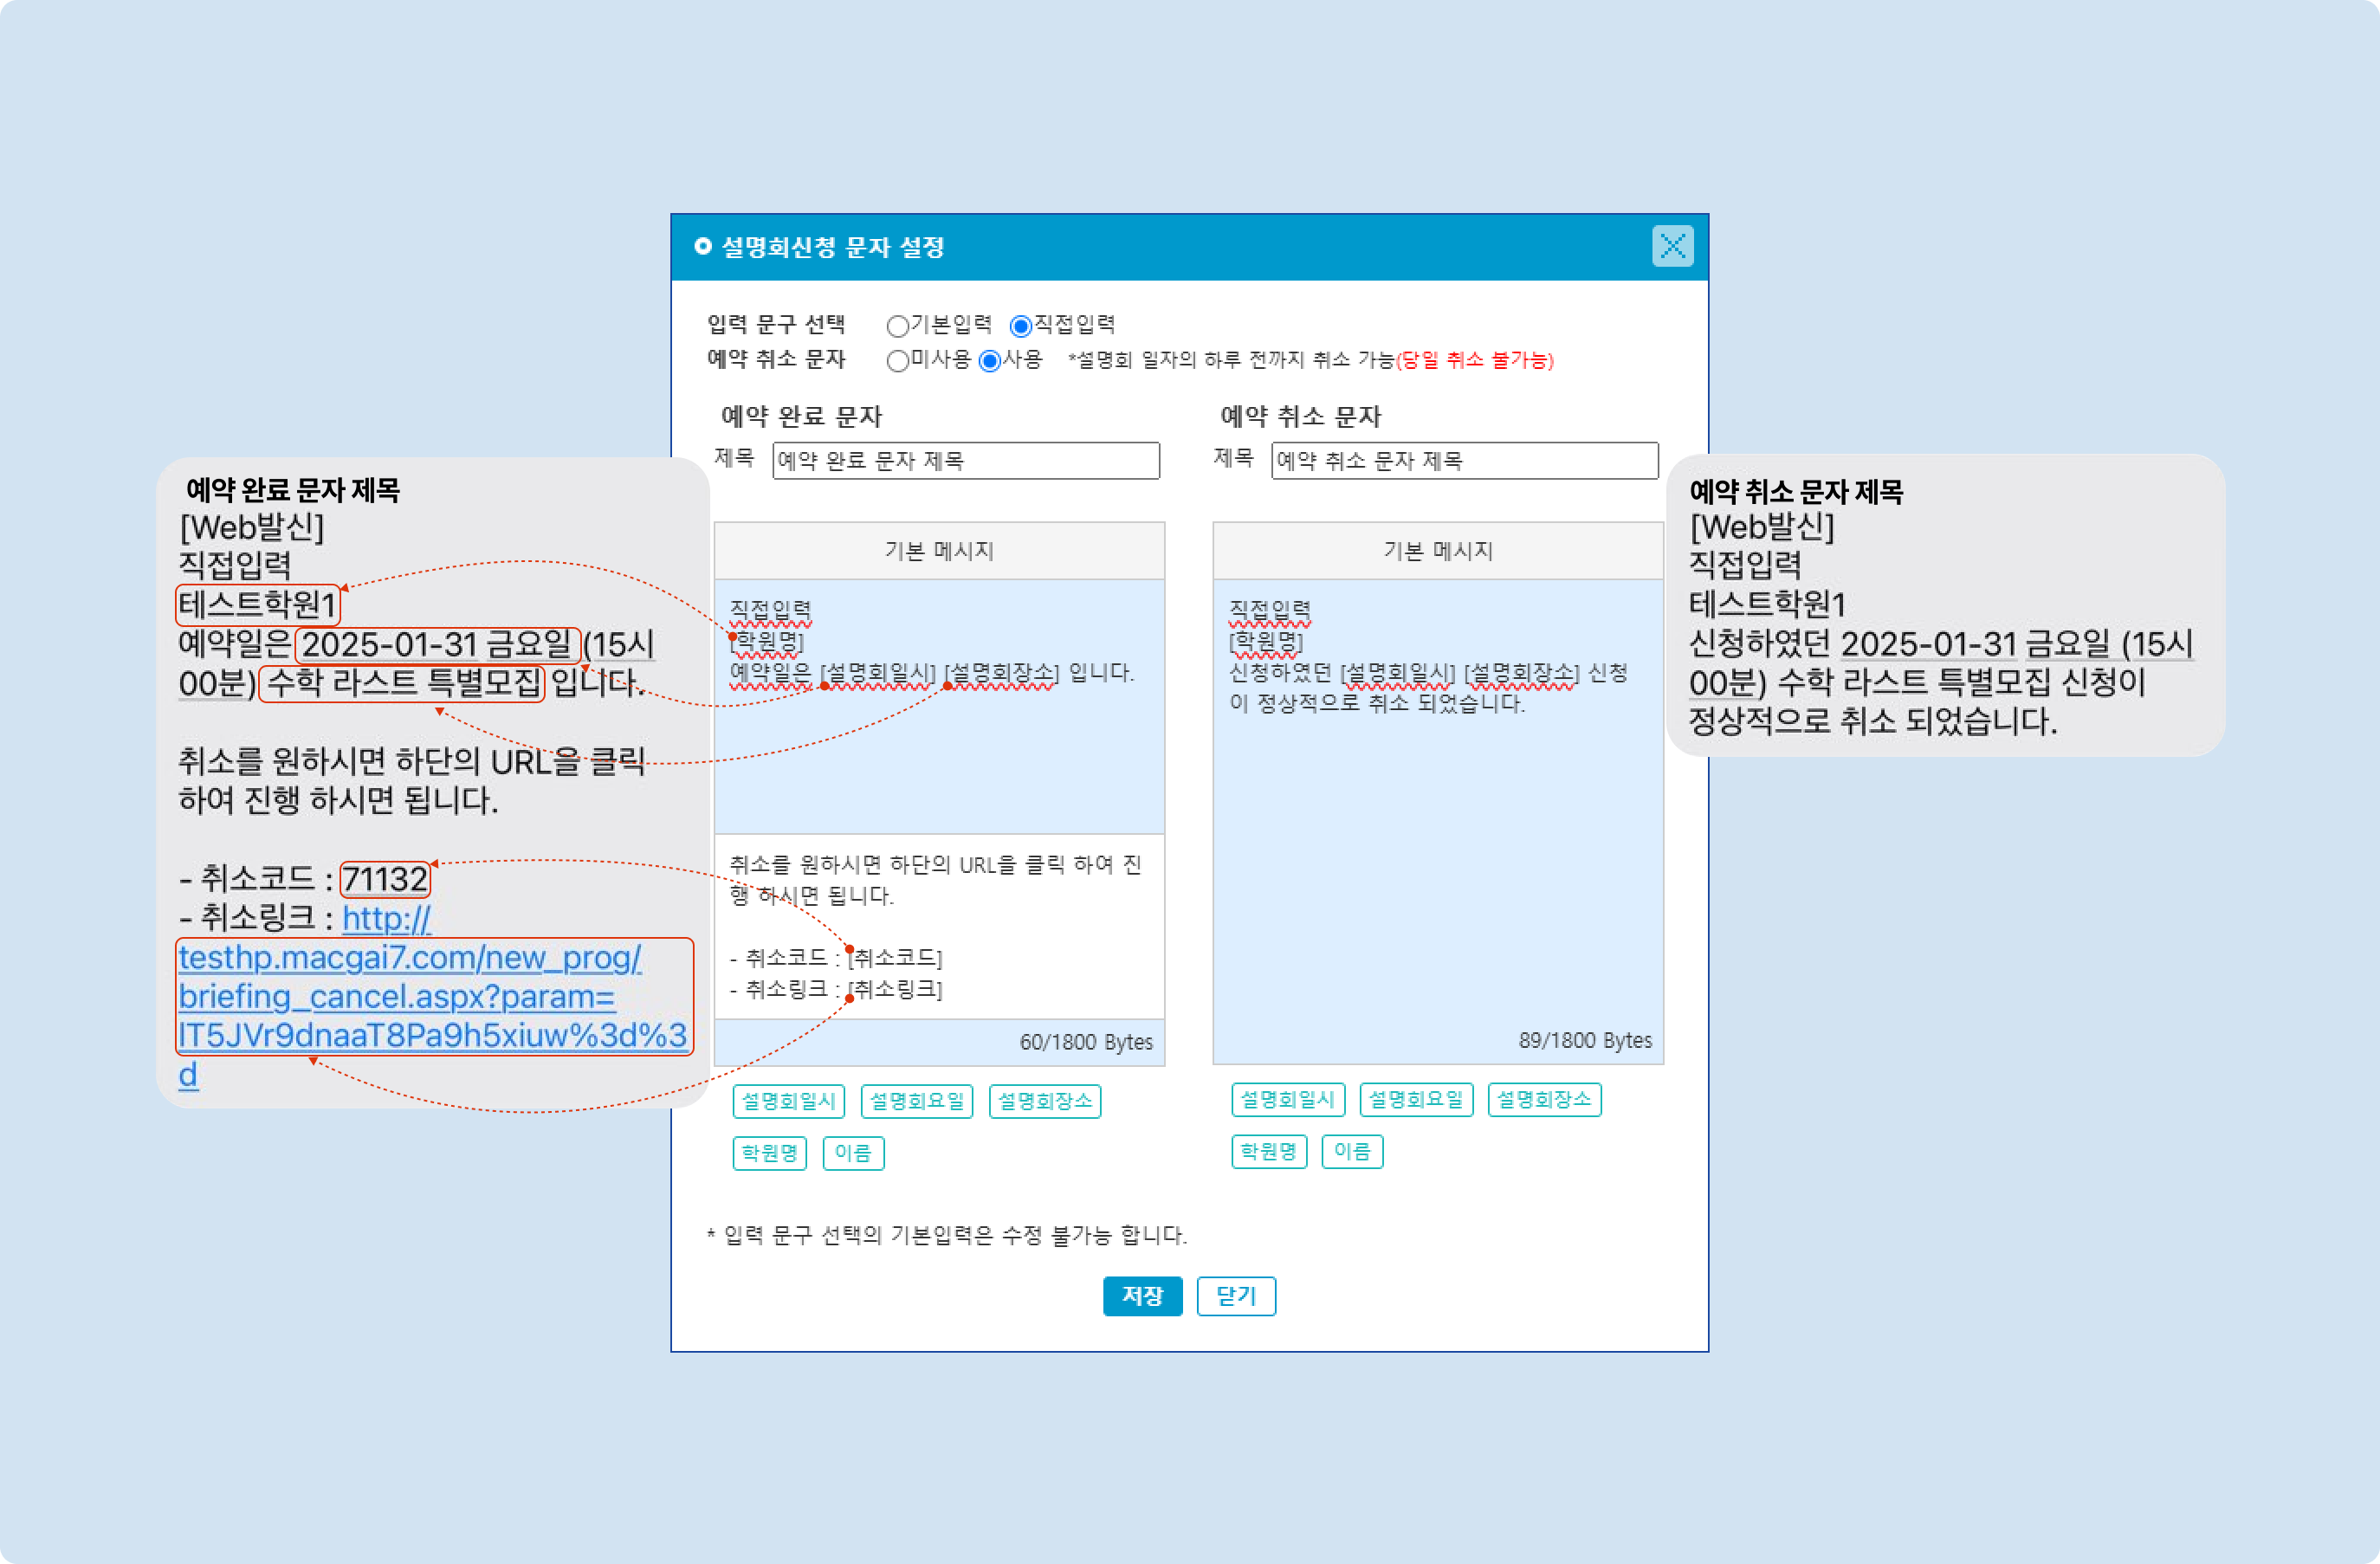 설명회신청 문자 설정
입력 문구 선택 기본입력 직접입력
예약 취소 문자 미사용 사용 *설명회 일자의 하루 전까지 취소 가능(당일 취소 불가능)
예약 완료 문자
제목 예약 완료 문자 제목
기본 메시지
직접입력
[학원명]
예약일은 [설명회일시] [설명회장소] 입니다.
취소를 원하시면 하단의 URL을 클릭 하여 진
행 하시면 됩니다.
- 취소코드 : [취소코드]
- 취소링크 : [취소링크]
60/1800 Bytes
설명회일시 설명회요일 설명회장소
학원명 이름
예약 취소 문자
제목 예약 취소 문자 제목
기본 메시지
직접입력
[학원명]
신청하였던 [설명회일시] [설명회장소] 신청
이 정상적으로 취소 되었습니다.
89/1800 Bytes
설명회일시 설명회요일 설명회장소
학원명 이름
* 입력 문구 선택의 기본입력은 수정 불가능 합니다.
저장 닫기
예약 완료 문자 제목
[Web발신]
직접입력
테스트학원1
예약일은 2025-01-31 금요일 (15시
00분) 수학 라스트 특별모집 입니다.
취소를 원하시면 하단의 URL을 클릭
하여 진행 하시면 됩니다.
- 취소코드 : 71132
- 취소링크 : http://
testhp.macgai7.com/new_prog/
briefing_cancel.aspx?param=
lT5JVr9dnaaT8Pa9h5xiuw%3d%3
d
예약 취소 문자 제목
[Web발신]
직접입력
테스트학원1
신청하였던 2025-01-31 금요일 (15시
00분) 수학 라스트 특별모집 신청이
정상적으로 취소 되었습니다.